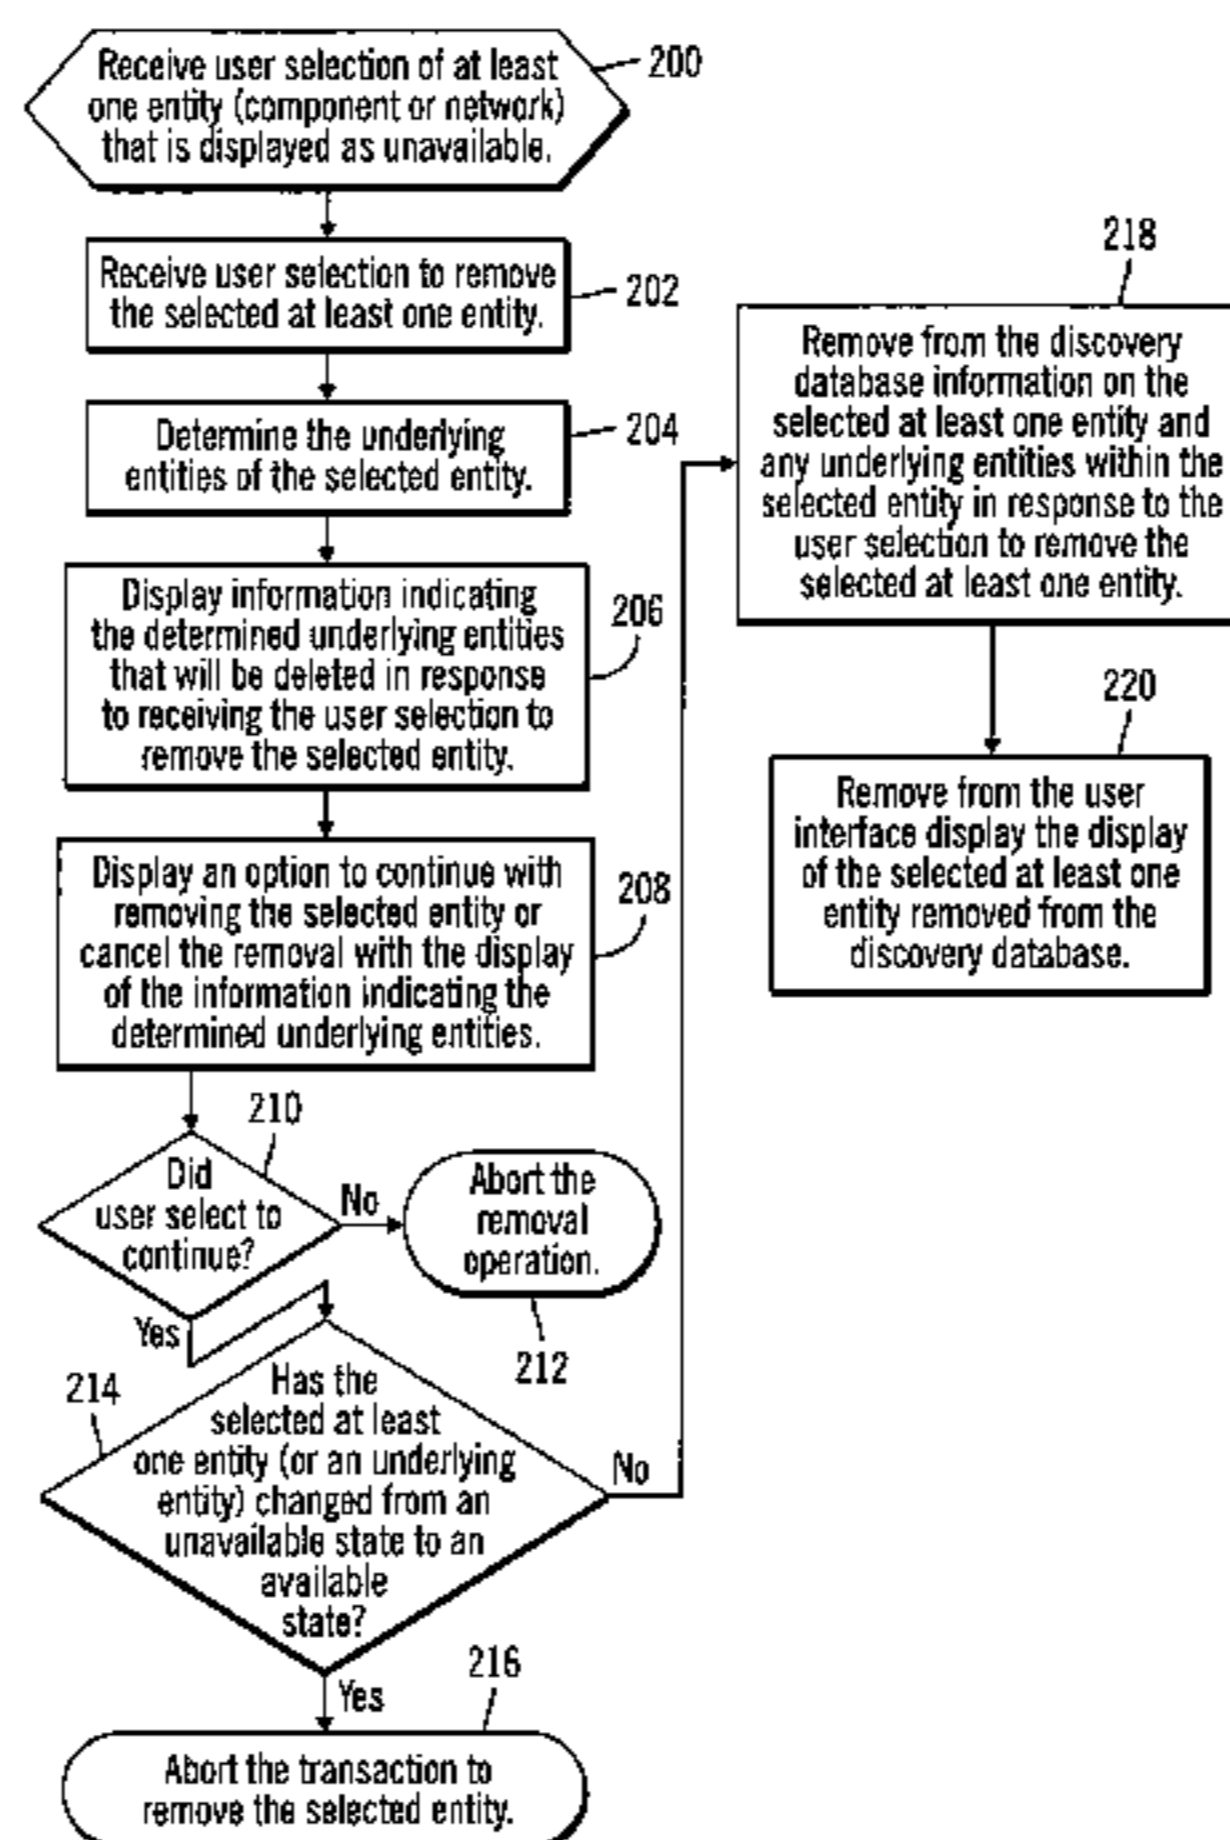 Receive user selection of at least
one entity (component or network)
that is displayed as unavailable.
200
Receive user selection to remove
the selected at least one entity.
202
Determine the underlying
entities of the selected entity.
204
Display information indicating
the determined underlying entities
that will be deleted in response
to receiving the user selection to
remove the selected entity.
206
Display an option to continue with
removing the selected entity or
cancel the removal with the display
of the information indicating the
determined underlying entities.
208
210
Did
user select to
continue?
No
Abort the
removal
operation.
212
Yes
214
Has the
selected at least
one entity (or an underlying
entity) changed from an
unavailable state to an
available
state?
No
Yes
216
Abort the transaction to
remove the selected entity.
218
Remove from the discovery
database information on the
selected at least one entity and
any underlying entities within the
selected entity in response to the
user selection to remove the
selected at least one entity.
220
Remove from the user
interface display the display
of the selected at least one
entity removed from the
discovery database.